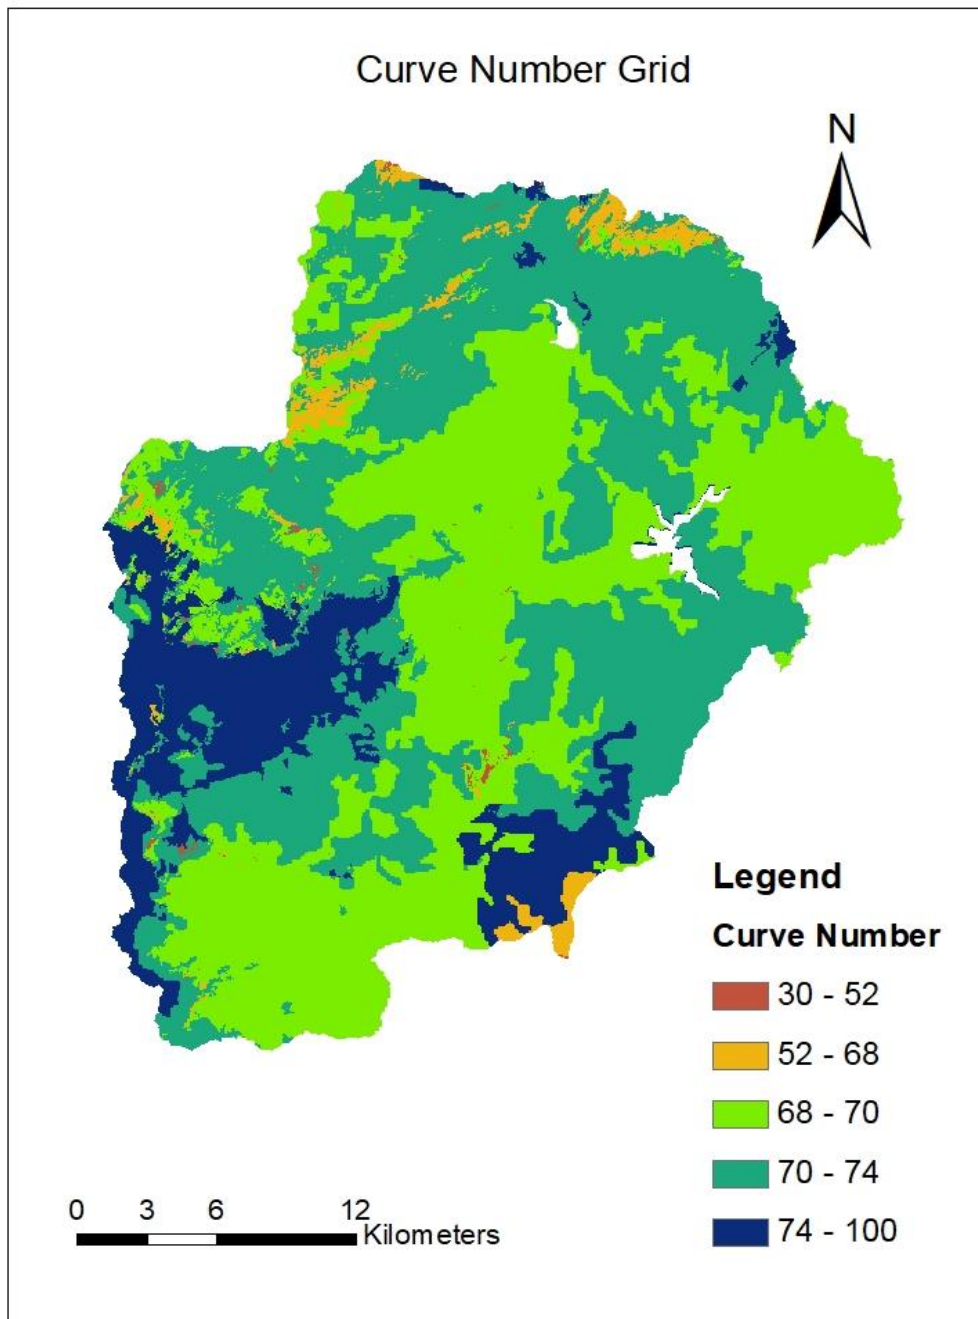 Curve Number Grid
N
Legend
Curve Number
30 - 52
52 - 68
68 - 70
70 - 74
74 - 100
0 3 6 12
Kilometers